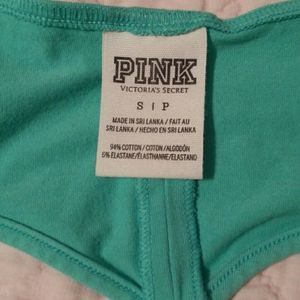 PINK
VICTORIA'S SECRET
S | P
MADE IN SRI LANKA / FAIT AU
SRI LANKA / HECHO EN SRI LANKA
94% COTTON / COTON / ALGODÓN
6% ELASTANE/ÉLASTHANNE/ELASTANO